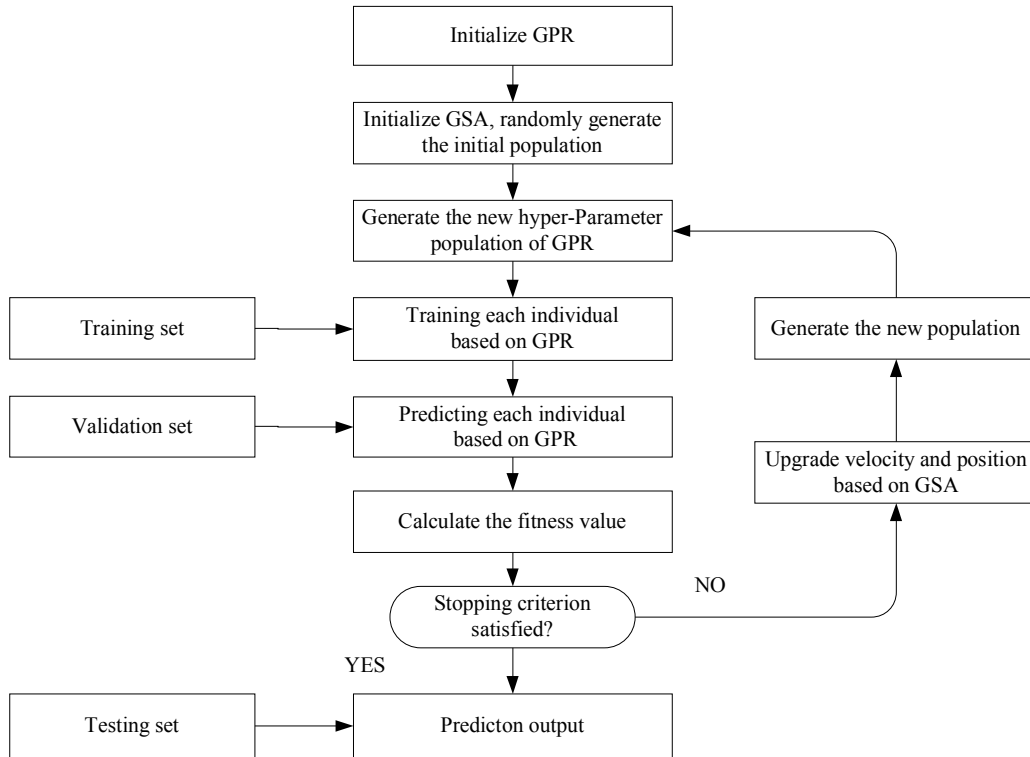 Initialize GPR
Initialize GSA, randomly generate
the initial population
Generate the new hyper-Parameter
population of GPR
Training set
Training each individual
based on GPR
Generate the new population
Validation set
Predicting each individual
based on GPR
Upgrade velocity and position
based on GSA
Calculate the fitness value
NO
Stopping criterion
satisfied?
YES
Testing set
Predicton output